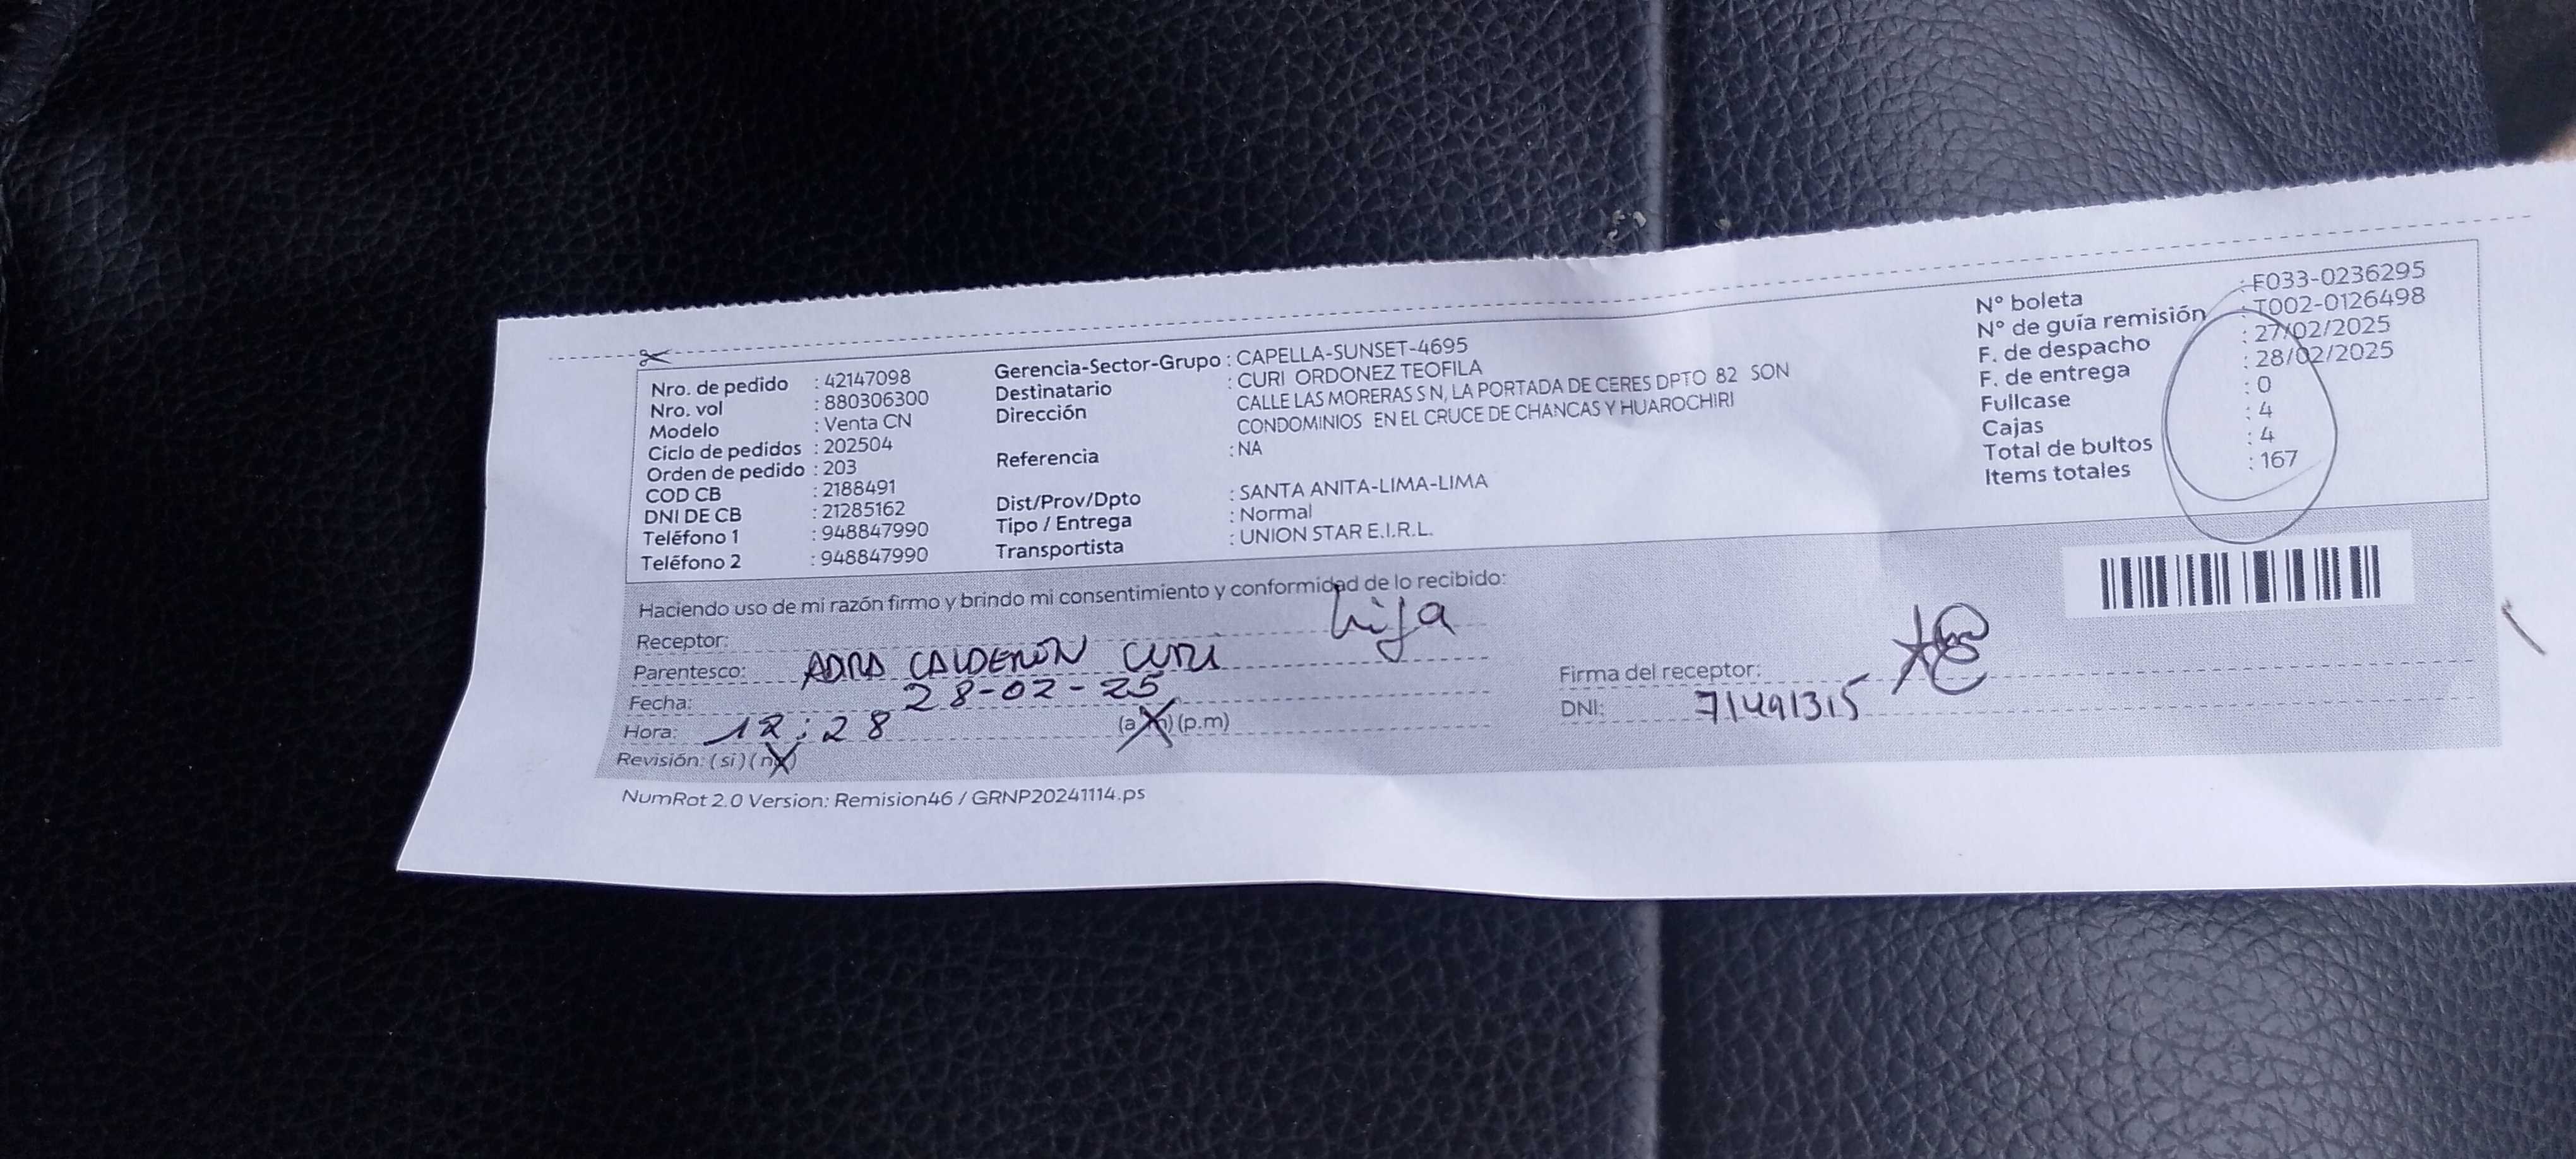 Nro. de pedido : 42147098
Nro. vol : 880306300
Modelo : Venta CN
Ciclo de pedidos : 202504
Orden de pedido : 203
COD CB : 2188491
DNI DE CB : 21285162
Teléfono 1 : 948847990
Teléfono 2 : 948847990
Gerencia-Sector-Grupo : CAPELLA-SUNSET-4695
Destinatario : CURI ORDONEZ TEOFILA
Dirección : CALLE LAS MORERAS S N, LA PORTADA DE CERES DPTO 82 SON
CONDOMINIOS EN EL CRUCE DE CHANCAS Y HUAROCHIRI
Referencia : NA
Dist/Prov/Dpto : SANTA ANITA-LIMA-LIMA
Tipo / Entrega : Normal
Transportista : UNION STAR E.I.R.L.
N° boleta : F033-0236295
N° de guía remisión : T002-0126498
F. de despacho : 27/02/2025
F. de entrega : 28/02/2025
Fullcase : 0
Cajas : 4
Total de bultos : 4
Items totales : 167
Haciendo uso de mi razón firmo y brindo mi consentimiento y conformidad de lo recibido:
Receptor: hija
Parentesco: CALDERÓN CURI
Fecha: 28-02-25
Hora: 12:28 (a.m) (p.m)
Revisión: (si) (no)
Firma del receptor:
DNI: 71491315
NumRot 2.0 Version: Remision46 / GRNP20241114.ps